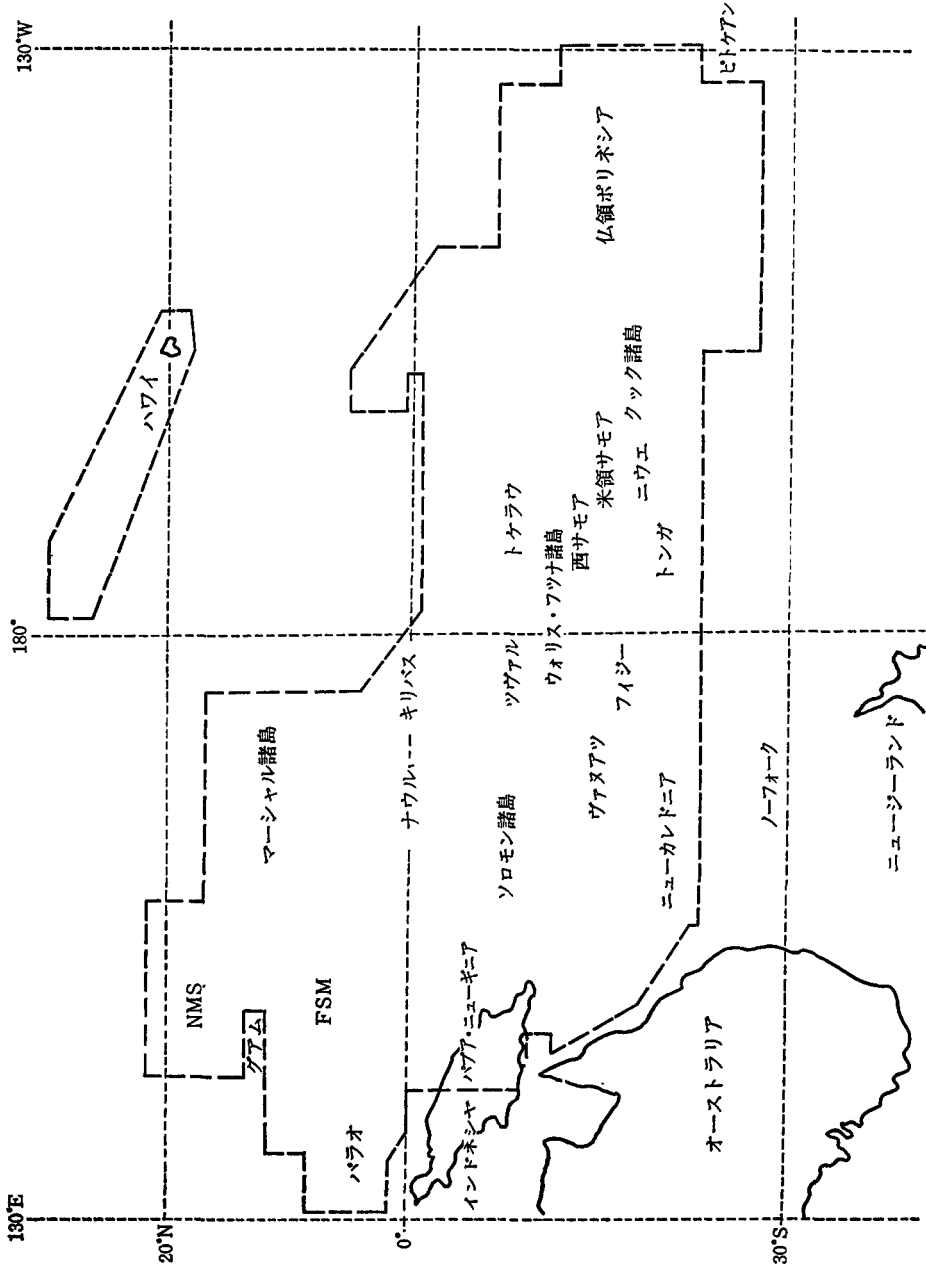 130°E
180°
130°W
20°N
0°
30°S
ハワイ
NMS
グアム
FSM
マーシャル諸島
パラオ
ナウル
キリバス
インドネシヤ
パプア・ニューギニア
ソロモン諸島
ツヴァル
トケラウ
ウォリス・フツナ諸島
西サモア
米領サモア
ヴァヌアツ
フィジー
ニウエ
クック諸島
仏領ポリネシア
トンガ
ニューカレドニア
ピトケアン
ノーフォーク
オーストラリア
ニュージーランド